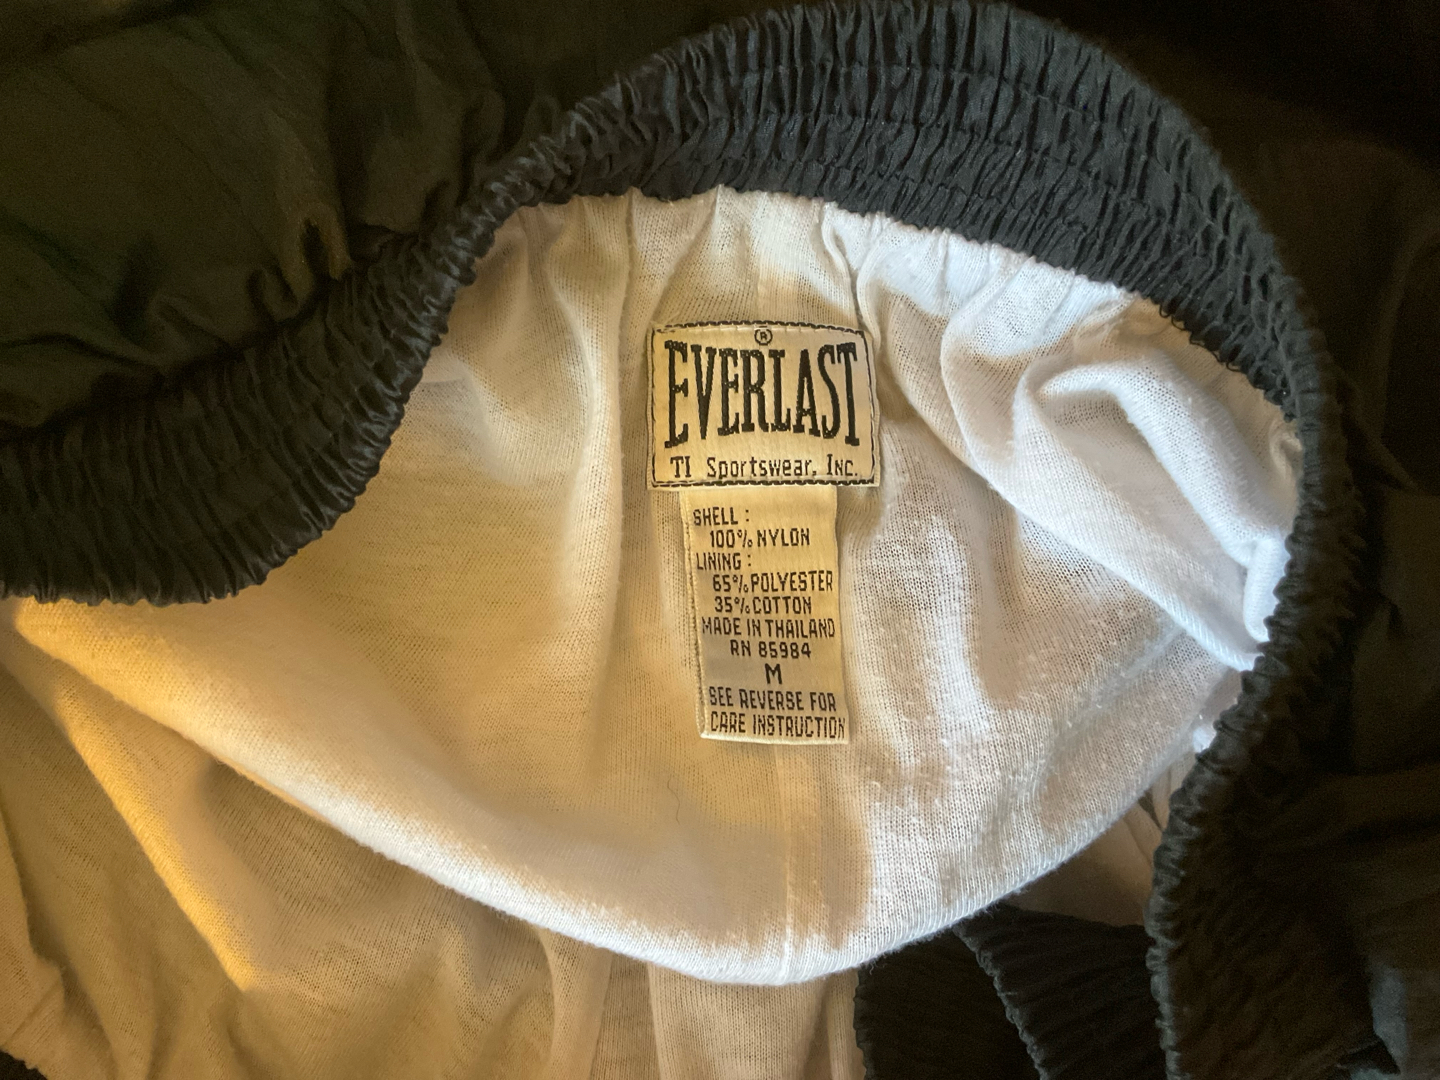 ®
EVERLAST
TI Sportswear, Inc.
SHELL :
100% NYLON
LINING :
65% POLYESTER
35% COTTON
MADE IN THAILAND
RN 85984
M
SEE REVERSE FOR
CARE INSTRUCTION